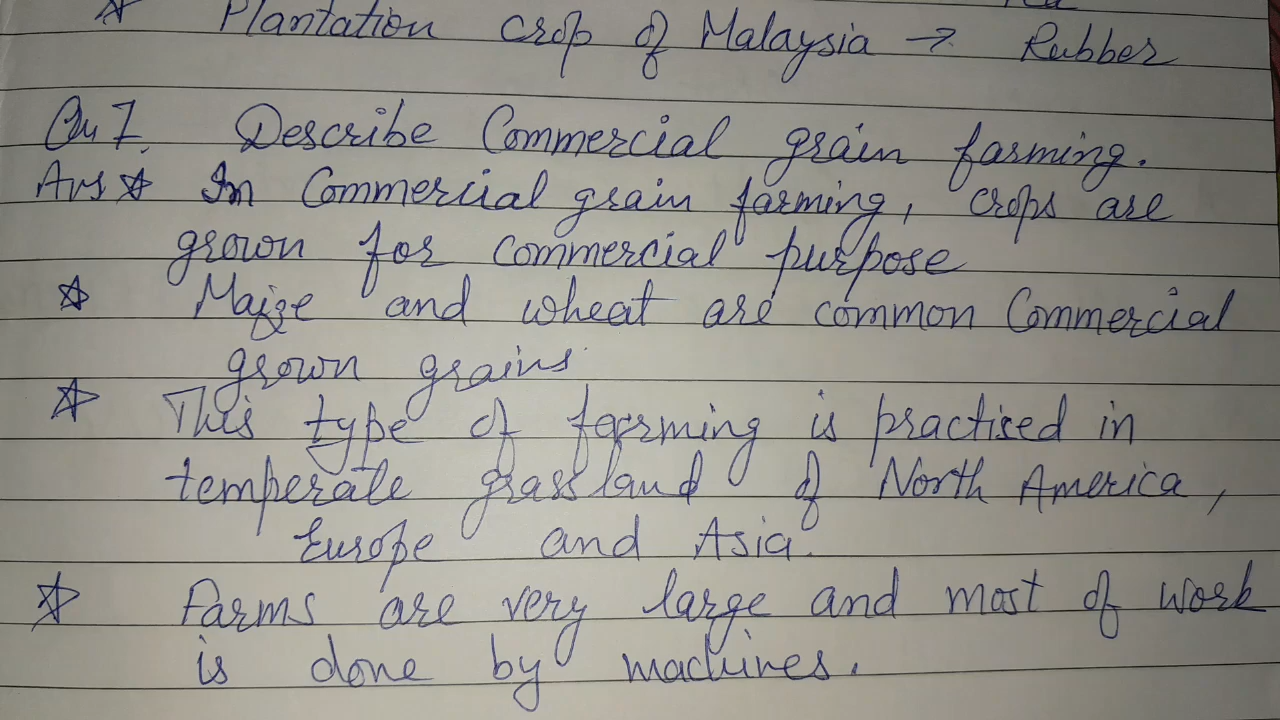 ☆ Plantation crop of Malaysia → Rubber
Qu 7. Describe Commercial grain farming.
Ans ☆ In Commercial grain farming, crops are
grown for commercial purpose
☆ Maize and wheat are common Commercial
grown grains.
☆ This type of farming is practised in
temperate grassland of North America,
Europe and Asia.
☆ Farms are very large and most of work
is done by machines.